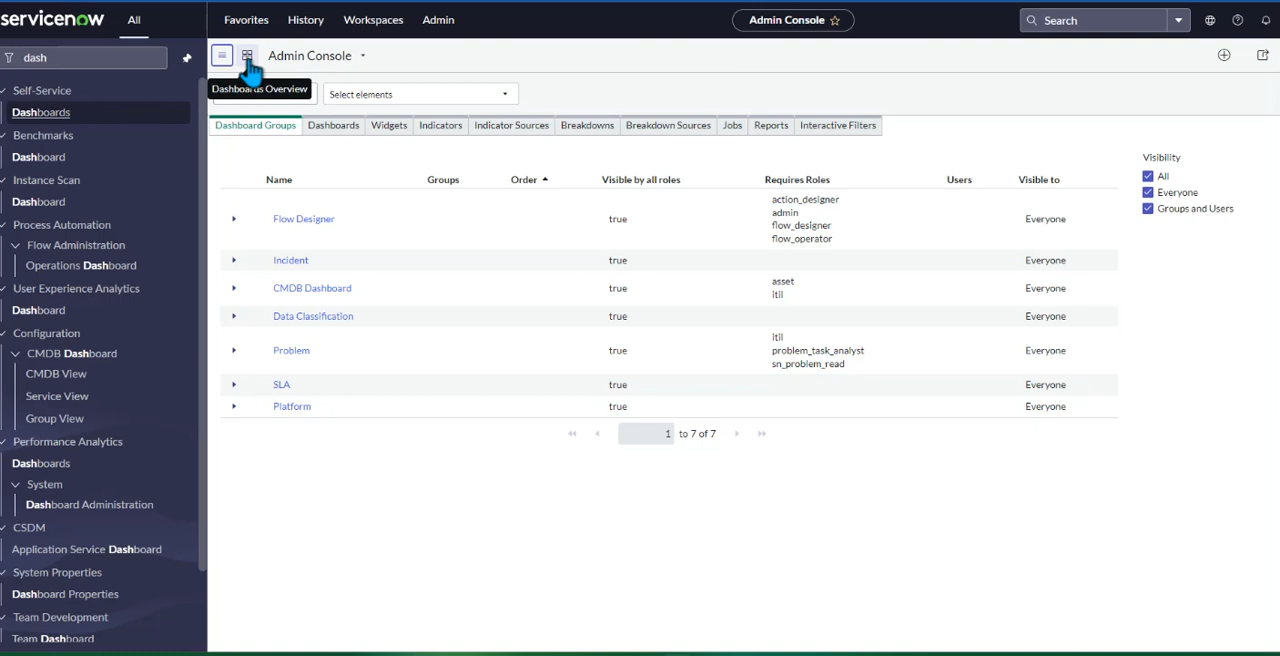 servicenow
All
Favorites
History
Workspaces
Admin
Admin Console
Search
dash
Admin Console
Self-Service
Dashboards
Benchmarks
Dashboard
Instance Scan
Dashboard
Process Automation
Flow Administration
Operations Dashboard
User Experience Analytics
Dashboard
Configuration
CMDB Dashboard
CMDB View
Service View
Group View
Performance Analytics
Dashboards
System
Dashboard Administration
CSDM
Application Service Dashboard
System Properties
Dashboard Properties
Team Development
Team Dashboard
Dashboards Overview
Select elements
Dashboard Groups
Dashboards
Widgets
Indicators
Indicator Sources
Breakdowns
Breakdown Sources
Jobs
Reports
Interactive Filters
Name Groups Order Visible by all roles Requires Roles Users Visible to
Flow Designer true action_designer Everyone
admin
flow_designer
flow_operator
Incident true Everyone
CMDB Dashboard true asset Everyone
itil
Data Classification true Everyone
Problem true itil Everyone
problem_task_analyst
sn_problem_read
SLA true Everyone
Platform true Everyone
1 to 7 of 7
Visibility
All
Everyone
Groups and Users